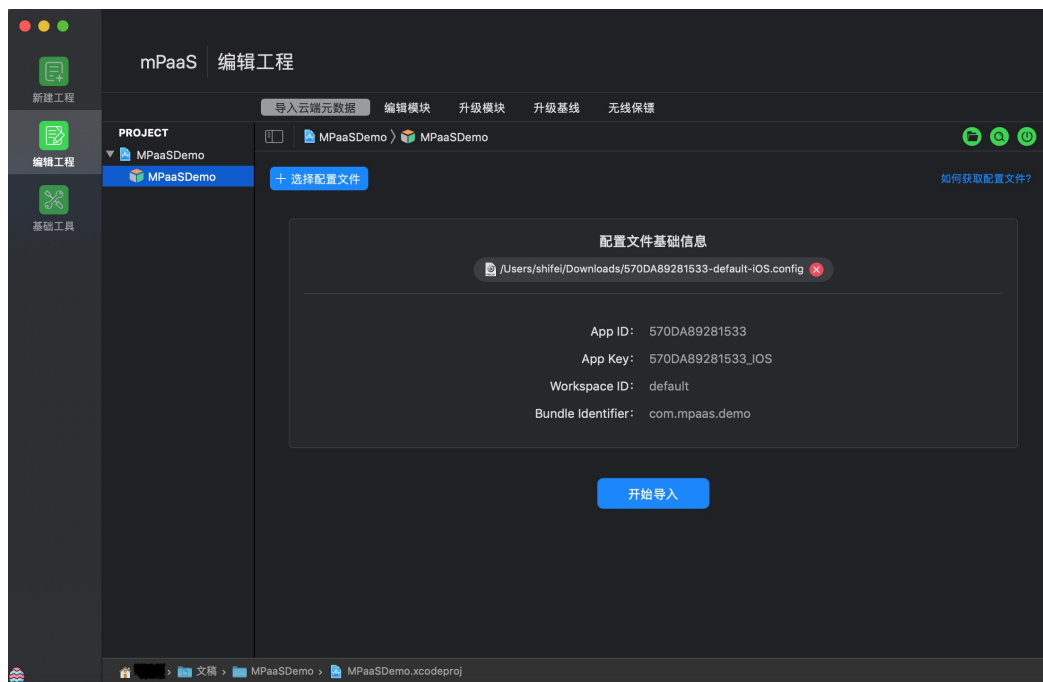 mPaaS 编辑工程
新建工程
编辑工程
基础工具
导入云端元数据 编辑模块 升级模块 升级基线 无线保镖
PROJECT
MPaaSDemo
MPaaSDemo
MPaaSDemo 〉 MPaaSDemo
+ 选择配置文件 如何获取配置文件?
配置文件基础信息
/Users/shifei/Downloads/570DA89281533-default-iOS.config
App ID: 570DA89281533
App Key: 570DA89281533_IOS
Workspace ID: default
Bundle Identifier: com.mpaas.demo
开始导入
› 文稿 › MPaaSDemo › MPaaSDemo.xcodeproj